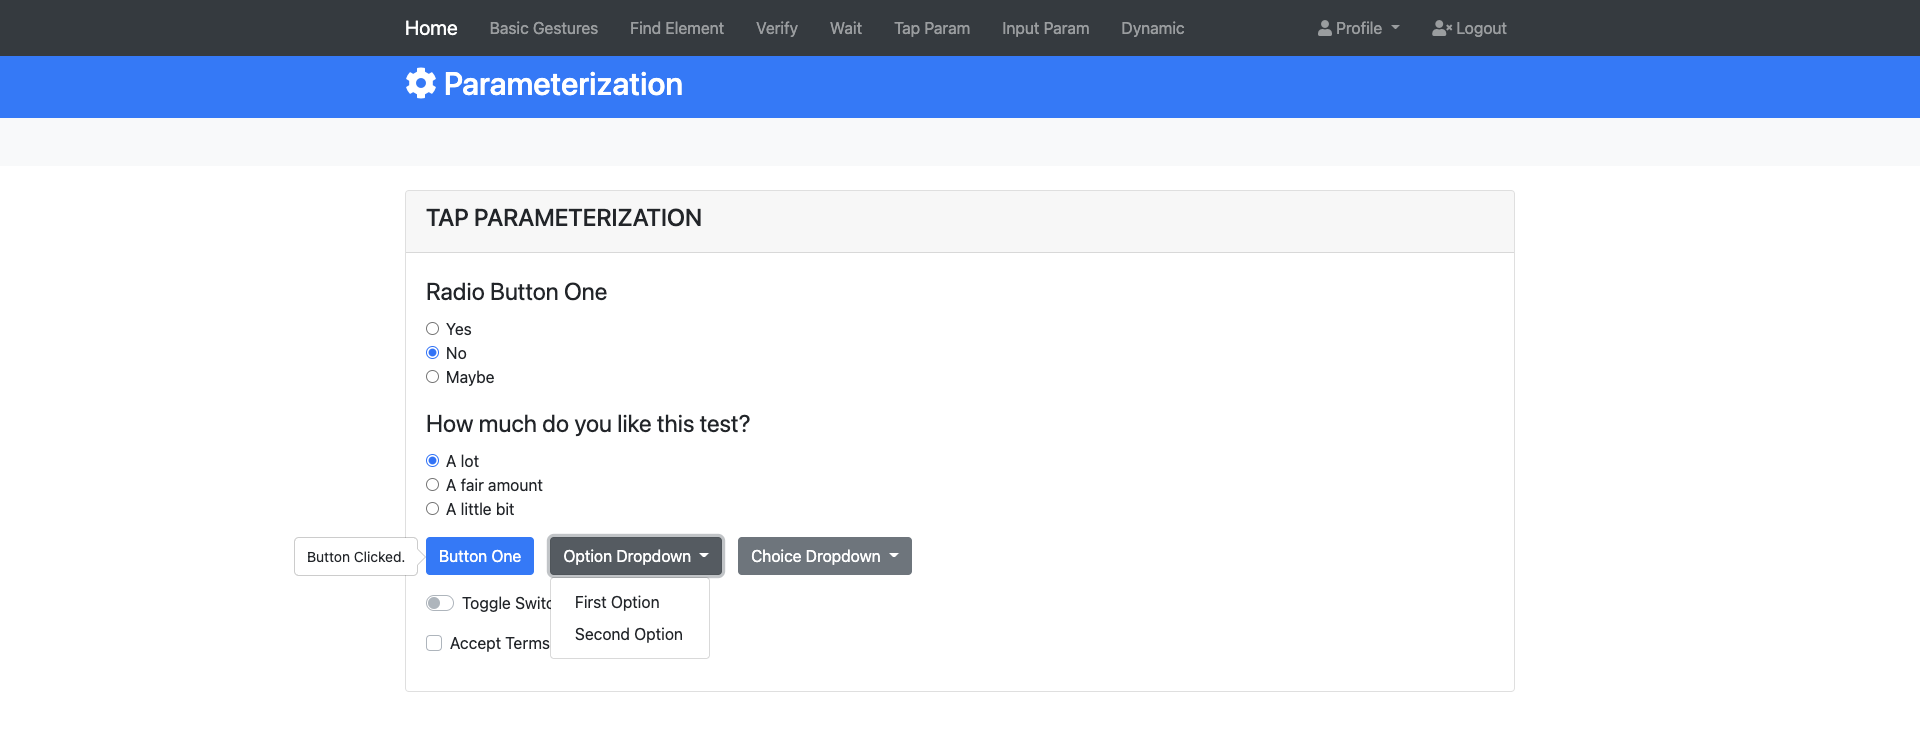 Home Basic Gestures Find Element Verify Wait Tap Param Input Param Dynamic Profile Logout
Parameterization
TAP PARAMETERIZATION
Radio Button One
Yes
No
Maybe
How much do you like this test?
A lot
A fair amount
A little bit
Button Clicked. Button One Option Dropdown Choice Dropdown
Toggle Switc First Option
Second Option
Accept Terms